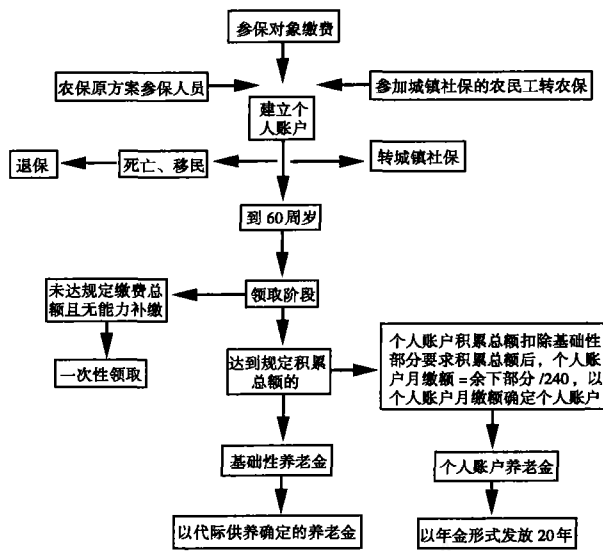 参保对象缴费
农保原方案参保人员
参加城镇社保的农民工转农保
建立个
人账户
退保
死亡、移民
转城镇社保
到 60 周岁
领取阶段
未达规定缴费总
额且无能力补缴
一次性领取
达到规定积累
总额的
个人账户积累总额扣除基础性
部分要求积累总额后，个人账
户月缴额=余下部分/240，以
个人账户月缴额确定个人账户
基础性养老金
个人账户养老金
以代际供养确定的养老金
以年金形式发放 20 年